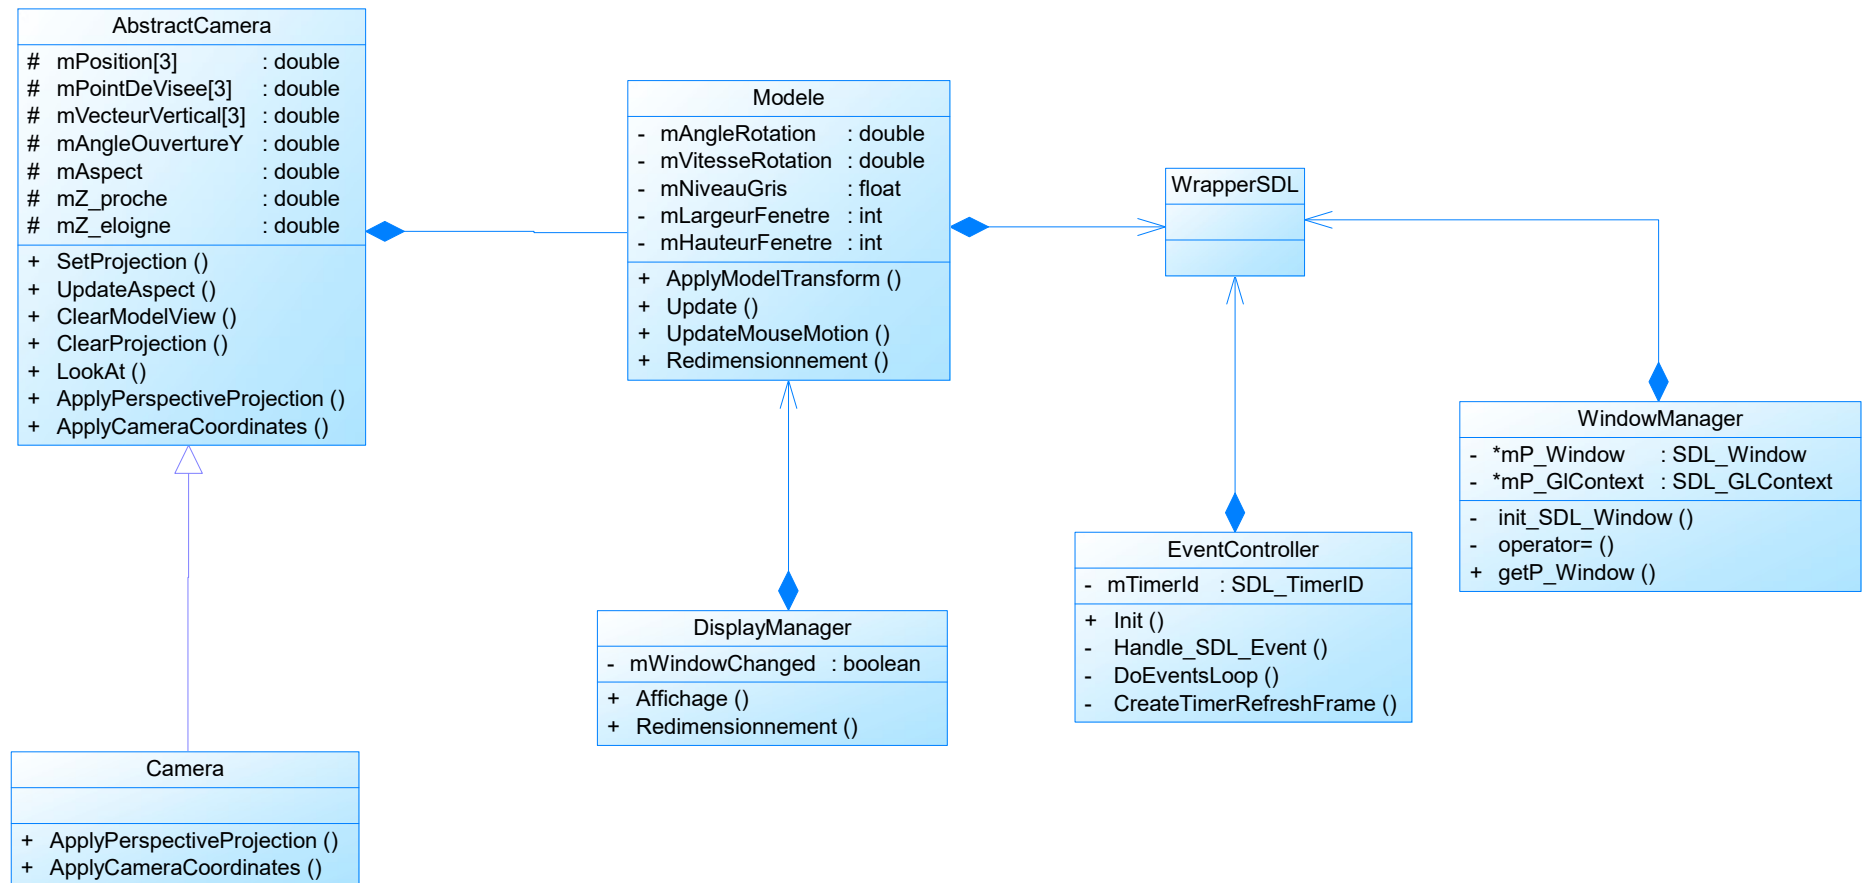 AbstractCamera
# mPosition[3] : double
# mPointDeVisee[3] : double
# mVecteurVertical[3] : double
# mAngleOuvertureY : double
# mAspect : double
# mZ_proche : double
# mZ_eloigne : double
+ SetProjection ()
+ UpdateAspect ()
+ ClearModelView ()
+ ClearProjection ()
+ LookAt ()
+ ApplyPerspectiveProjection ()
+ ApplyCameraCoordinates ()
Modele
- mAngleRotation : double
- mVitesseRotation : double
- mNiveauGris : float
- mLargeurFenetre : int
- mHauteurFenetre : int
+ ApplyModelTransform ()
+ Update ()
+ UpdateMouseMotion ()
+ Redimensionnement ()
WrapperSDL
WindowManager
- *mP_Window : SDL_Window
- *mP_GlContext : SDL_GLContext
- init_SDL_Window ()
- operator= ()
+ getP_Window ()
EventController
- mTimerId : SDL_TimerID
+ Init ()
- Handle_SDL_Event ()
- DoEventsLoop ()
- CreateTimerRefreshFrame ()
DisplayManager
- mWindowChanged : boolean
+ Affichage ()
+ Redimensionnement ()
Camera
+ ApplyPerspectiveProjection ()
+ ApplyCameraCoordinates ()